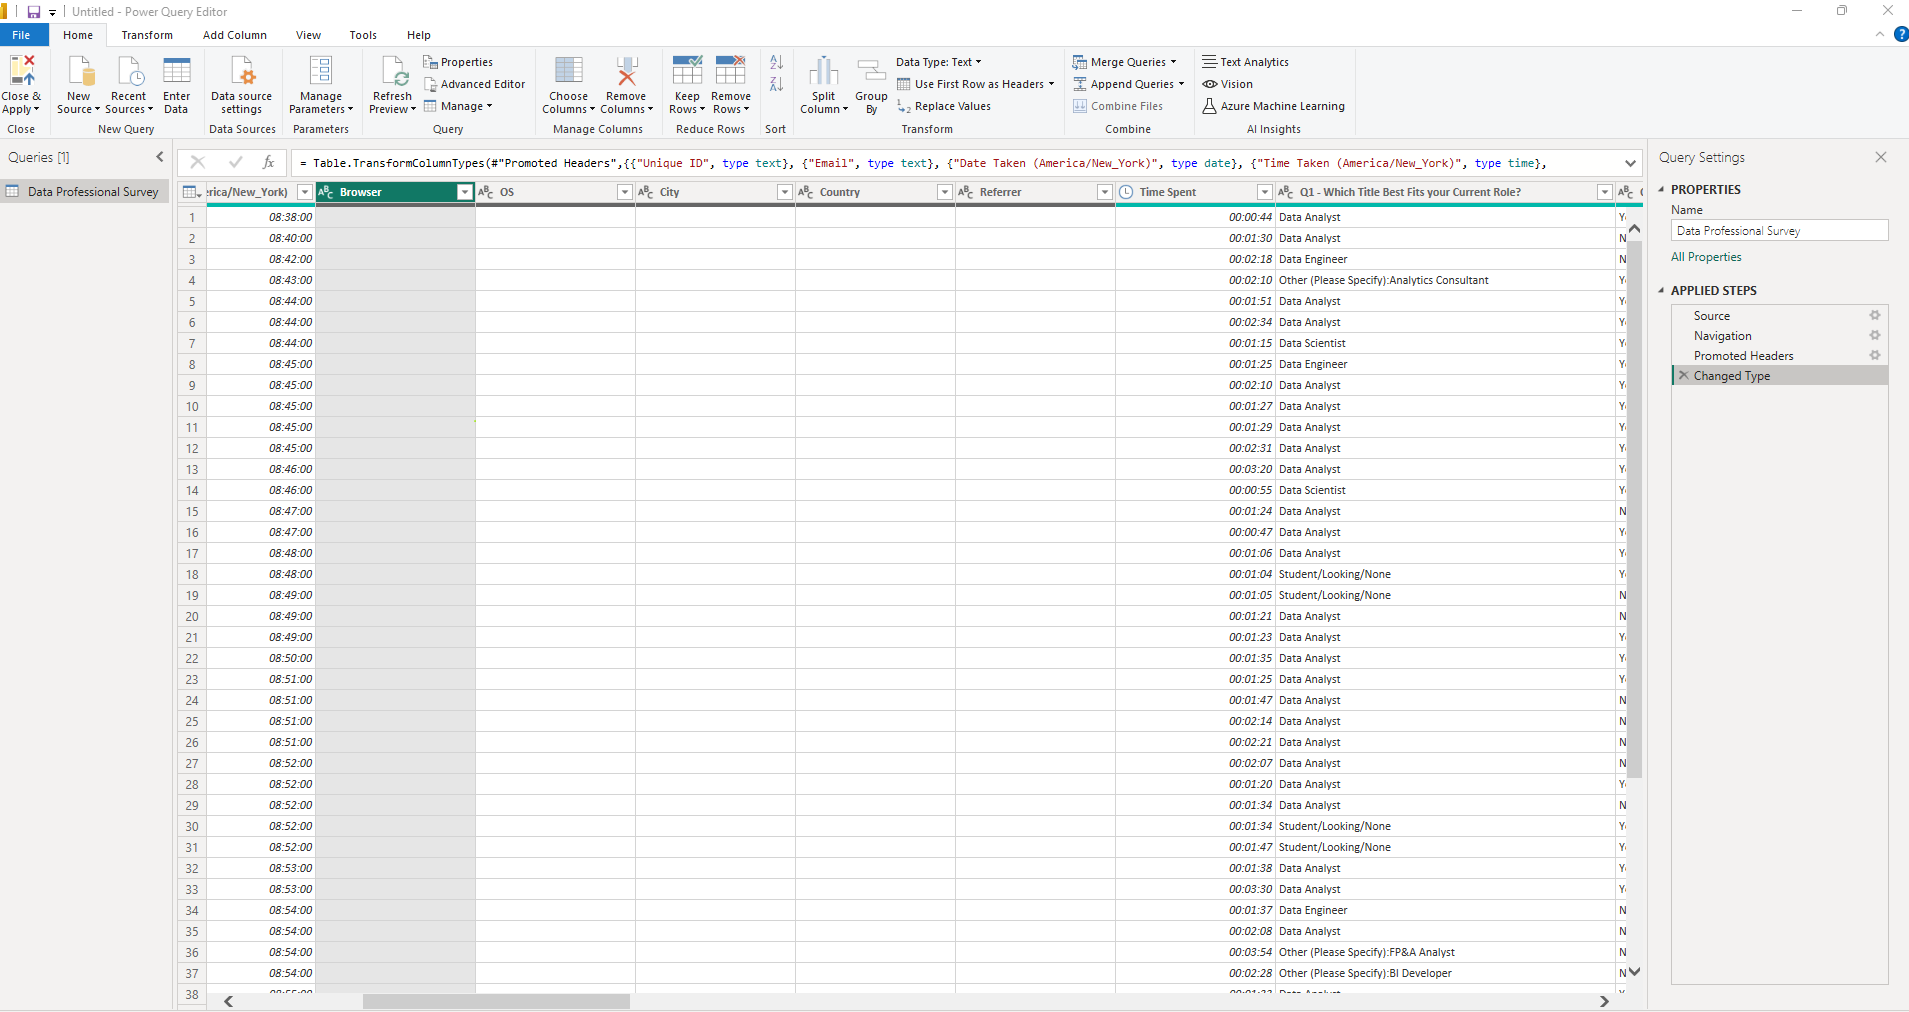 Untitled - Power Query Editor
File Home Transform Add Column View Tools Help
Close & Apply
New Source
Recent Sources
Enter Data
Data source settings
Manage Parameters
Refresh Preview
Properties
Advanced Editor
Manage
Choose Columns
Remove Columns
Keep Rows
Remove Rows
Split Column
Group By
Data Type: Text
Use First Row as Headers
Replace Values
Merge Queries
Append Queries
Combine Files
Text Analytics
Vision
Azure Machine Learning
Close New Query Data Sources Parameters Query Manage Columns Reduce Rows Sort Transform Combine AI Insights
Queries [1]
Data Professional Survey
fx = Table.TransformColumnTypes(#"Promoted Headers",{{"Unique ID", type text}, {"Email", type text}, {"Date Taken (America/New_York)", type date}, {"Time Taken (America/New_York)", type time},
erica/New_York) Browser OS City Country Referrer Time Spent Q1 - Which Title Best Fits your Current Role?
1 08:38:00 00:00:44 Data Analyst
2 08:40:00 00:01:30 Data Analyst
3 08:42:00 00:02:18 Data Engineer
4 08:43:00 00:02:10 Other (Please Specify):Analytics Consultant
5 08:44:00 00:01:51 Data Analyst
6 08:44:00 00:02:34 Data Analyst
7 08:44:00 00:01:15 Data Scientist
8 08:45:00 00:01:25 Data Engineer
9 08:45:00 00:02:10 Data Analyst
10 08:45:00 00:01:27 Data Analyst
11 08:45:00 00:01:29 Data Analyst
12 08:45:00 00:02:31 Data Analyst
13 08:46:00 00:03:20 Data Analyst
14 08:46:00 00:00:55 Data Scientist
15 08:47:00 00:01:24 Data Analyst
16 08:47:00 00:00:47 Data Analyst
17 08:48:00 00:01:06 Data Analyst
18 08:48:00 00:01:04 Student/Looking/None
19 08:49:00 00:01:05 Student/Looking/None
20 08:49:00 00:01:21 Data Analyst
21 08:49:00 00:01:23 Data Analyst
22 08:50:00 00:01:35 Data Analyst
23 08:51:00 00:01:25 Data Analyst
24 08:51:00 00:01:47 Data Analyst
25 08:51:00 00:02:14 Data Analyst
26 08:51:00 00:02:21 Data Analyst
27 08:52:00 00:02:07 Data Analyst
28 08:52:00 00:01:20 Data Analyst
29 08:52:00 00:01:34 Data Analyst
30 08:52:00 00:01:34 Student/Looking/None
31 08:52:00 00:01:47 Student/Looking/None
32 08:53:00 00:01:38 Data Analyst
33 08:53:00 00:03:30 Data Analyst
34 08:54:00 00:01:37 Data Engineer
35 08:54:00 00:02:08 Data Analyst
36 08:54:00 00:03:54 Other (Please Specify):FP&A Analyst
37 08:54:00 00:02:28 Other (Please Specify):BI Developer
38
Query Settings
PROPERTIES
Name
Data Professional Survey
All Properties
APPLIED STEPS
Source
Navigation
Promoted Headers
Changed Type